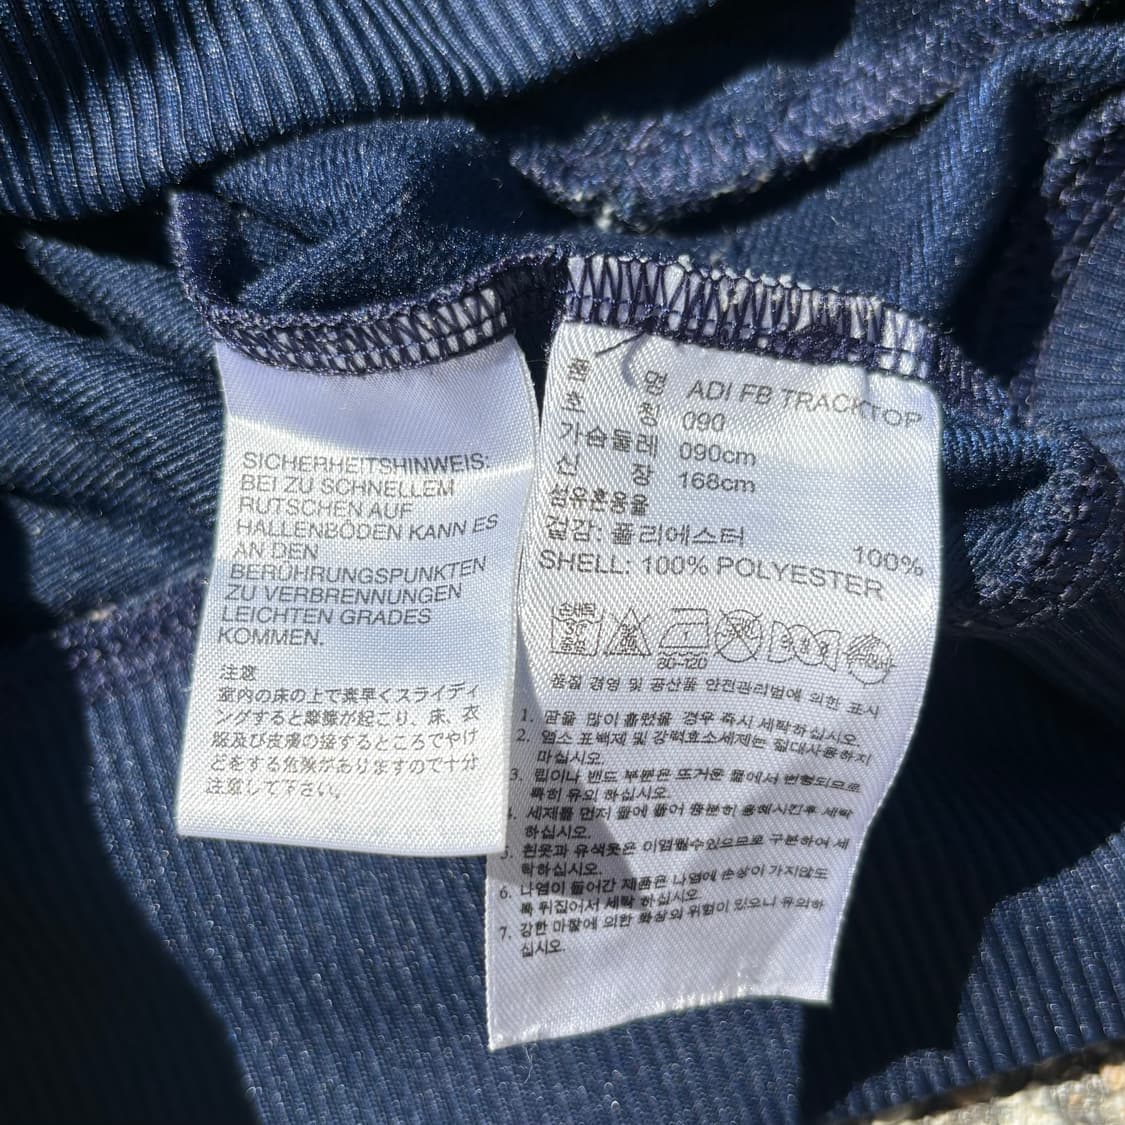 SICHERHEITSHINWEIS:
BEI ZU SCHNELLEM
RUTSCHEN AUF
HALLENBÖDEN KANN ES
AN DEN
BERÜHRUNGSPUNKTEN
ZU VERBRENNUNGEN
LEICHTEN GRADES
KOMMEN.
注意
室内の床の上で素早くスライディ
ングすると摩擦が起こり、床、衣
服及び皮膚の接するところでやけ
どをする危険がありますので十分
注意して下さい。
품 명 ADI FB TRACKTOP
호 칭 090
가슴둘레 090cm
신 장 168cm
섬유혼용율
겉감: 폴리에스터 100%
SHELL: 100% POLYESTER
손세탁
80-120
품질 경영 및 공산품 안전관리법에 의한 표시
1. 땀을 많이 흘렸을 경우 즉시 세탁하십시오.
2. 염소 표백제 및 강력효소세제는 절대사용하지
마십시오.
3. 립이나 밴드 부분은 뜨거운 물에서 변형되므로
특히 유의 하십시오.
4. 세제를 먼저 물에 풀어 충분히 용해시킨후 세탁
하십시오.
5. 흰옷과 유색옷은 이염될수있으므로 구분하여 세
탁하십시오.
6. 나염이 들어간 제품은 나염에 손상이 가지않도
록 뒤집어서 세탁 하십시오.
7. 강한 마찰에 의한 화상의 위험이 있으니 유의하
십시오.